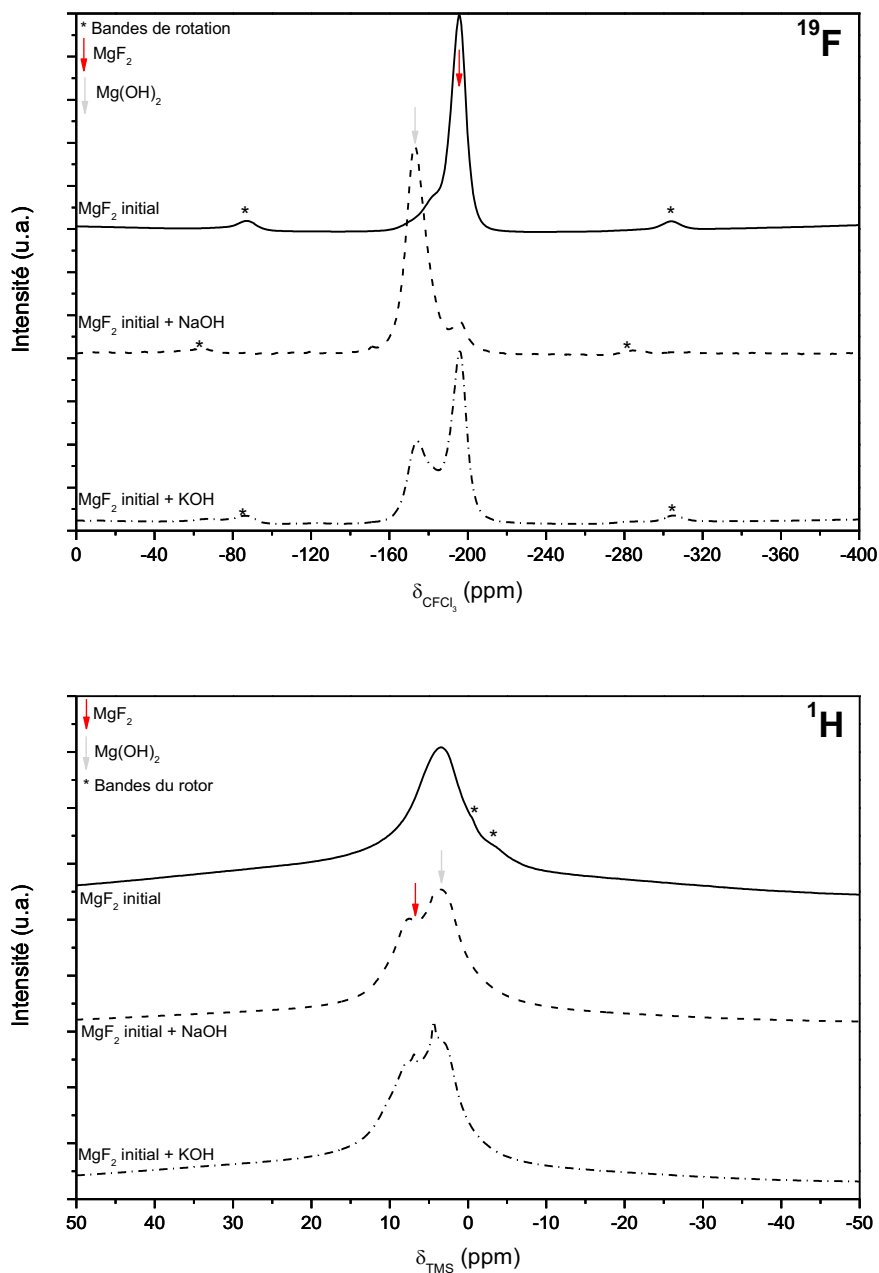 * Bandes de rotation
MgF₂
Mg(OH)₂
¹⁹F
*
*
MgF₂ initial
MgF₂ initial + NaOH
*
*
MgF₂ initial + KOH
*
*
Intensité (u.a.)
0 -40 -80 -120 -160 -200 -240 -280 -320 -360 -400
δCFCl₃ (ppm)
MgF₂
Mg(OH)₂
* Bandes du rotor
¹H
*
*
MgF₂ initial
MgF₂ initial + NaOH
MgF₂ initial + KOH
Intensité (u.a.)
50 40 30 20 10 0 -10 -20 -30 -40 -50
δTMS (ppm)